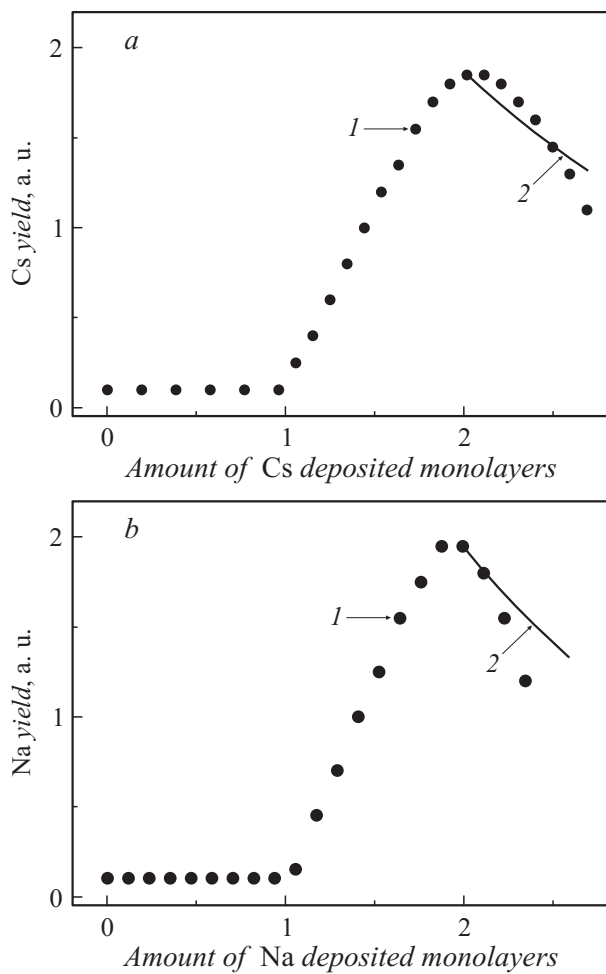 a
2
1
2
1
0
Cs yield, a. u.
0 1 2
Amount of Cs deposited monolayers
b
2
1
2
1
0
Na yield, a. u.
0 1 2
Amount of Na deposited monolayers